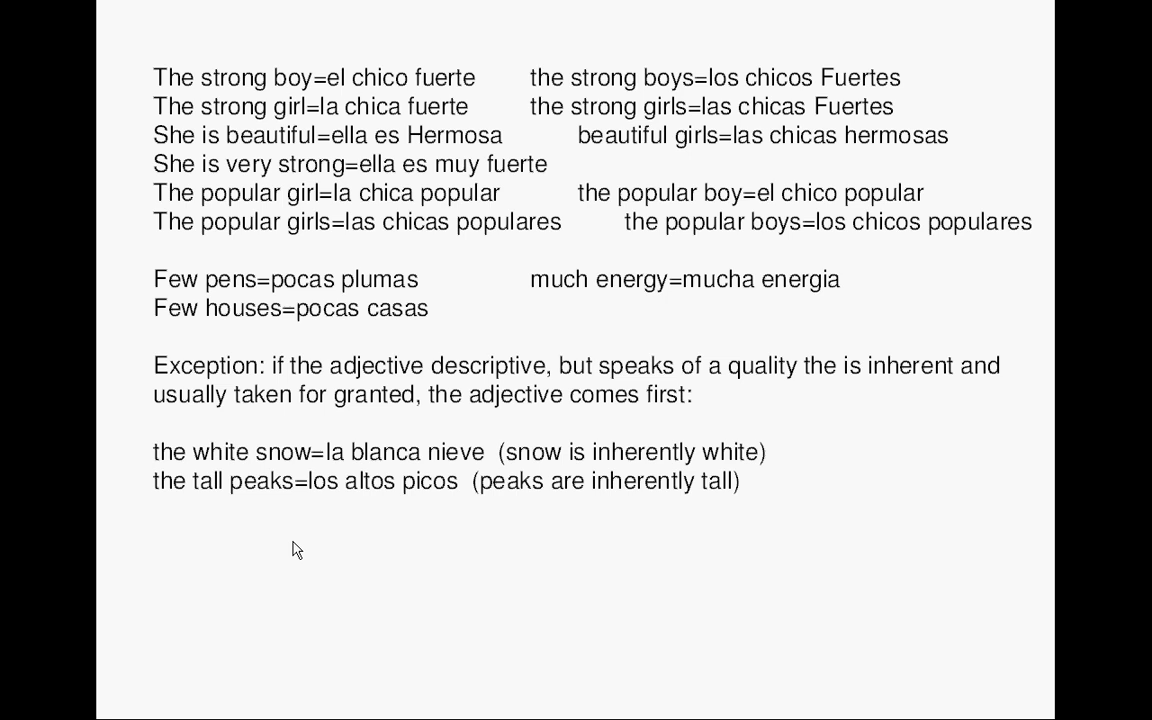 The strong boy=el chico fuerte the strong boys=los chicos Fuertes
The strong girl=la chica fuerte the strong girls=las chicas Fuertes
She is beautiful=ella es Hermosa beautiful girls=las chicas hermosas
She is very strong=ella es muy fuerte
The popular girl=la chica popular the popular boy=el chico popular
The popular girls=las chicas populares the popular boys=los chicos populares
Few pens=pocas plumas much energy=mucha energia
Few houses=pocas casas
Exception: if the adjective descriptive, but speaks of a quality the is inherent and
usually taken for granted, the adjective comes first:
the white snow=la blanca nieve (snow is inherently white)
the tall peaks=los altos picos (peaks are inherently tall)